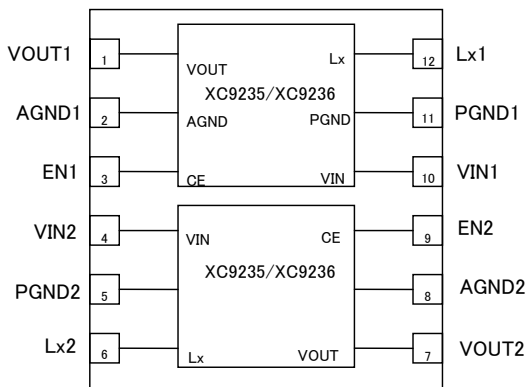 VOUT1 1 VOUT Lx 12 Lx1
XC9235/XC9236
AGND1 2 AGND PGND 11 PGND1
EN1 3 CE VIN 10 VIN1
VIN2 4 VIN CE 9 EN2
XC9235/XC9236
PGND2 5 8 AGND2
Lx2 6 Lx VOUT 7 VOUT2